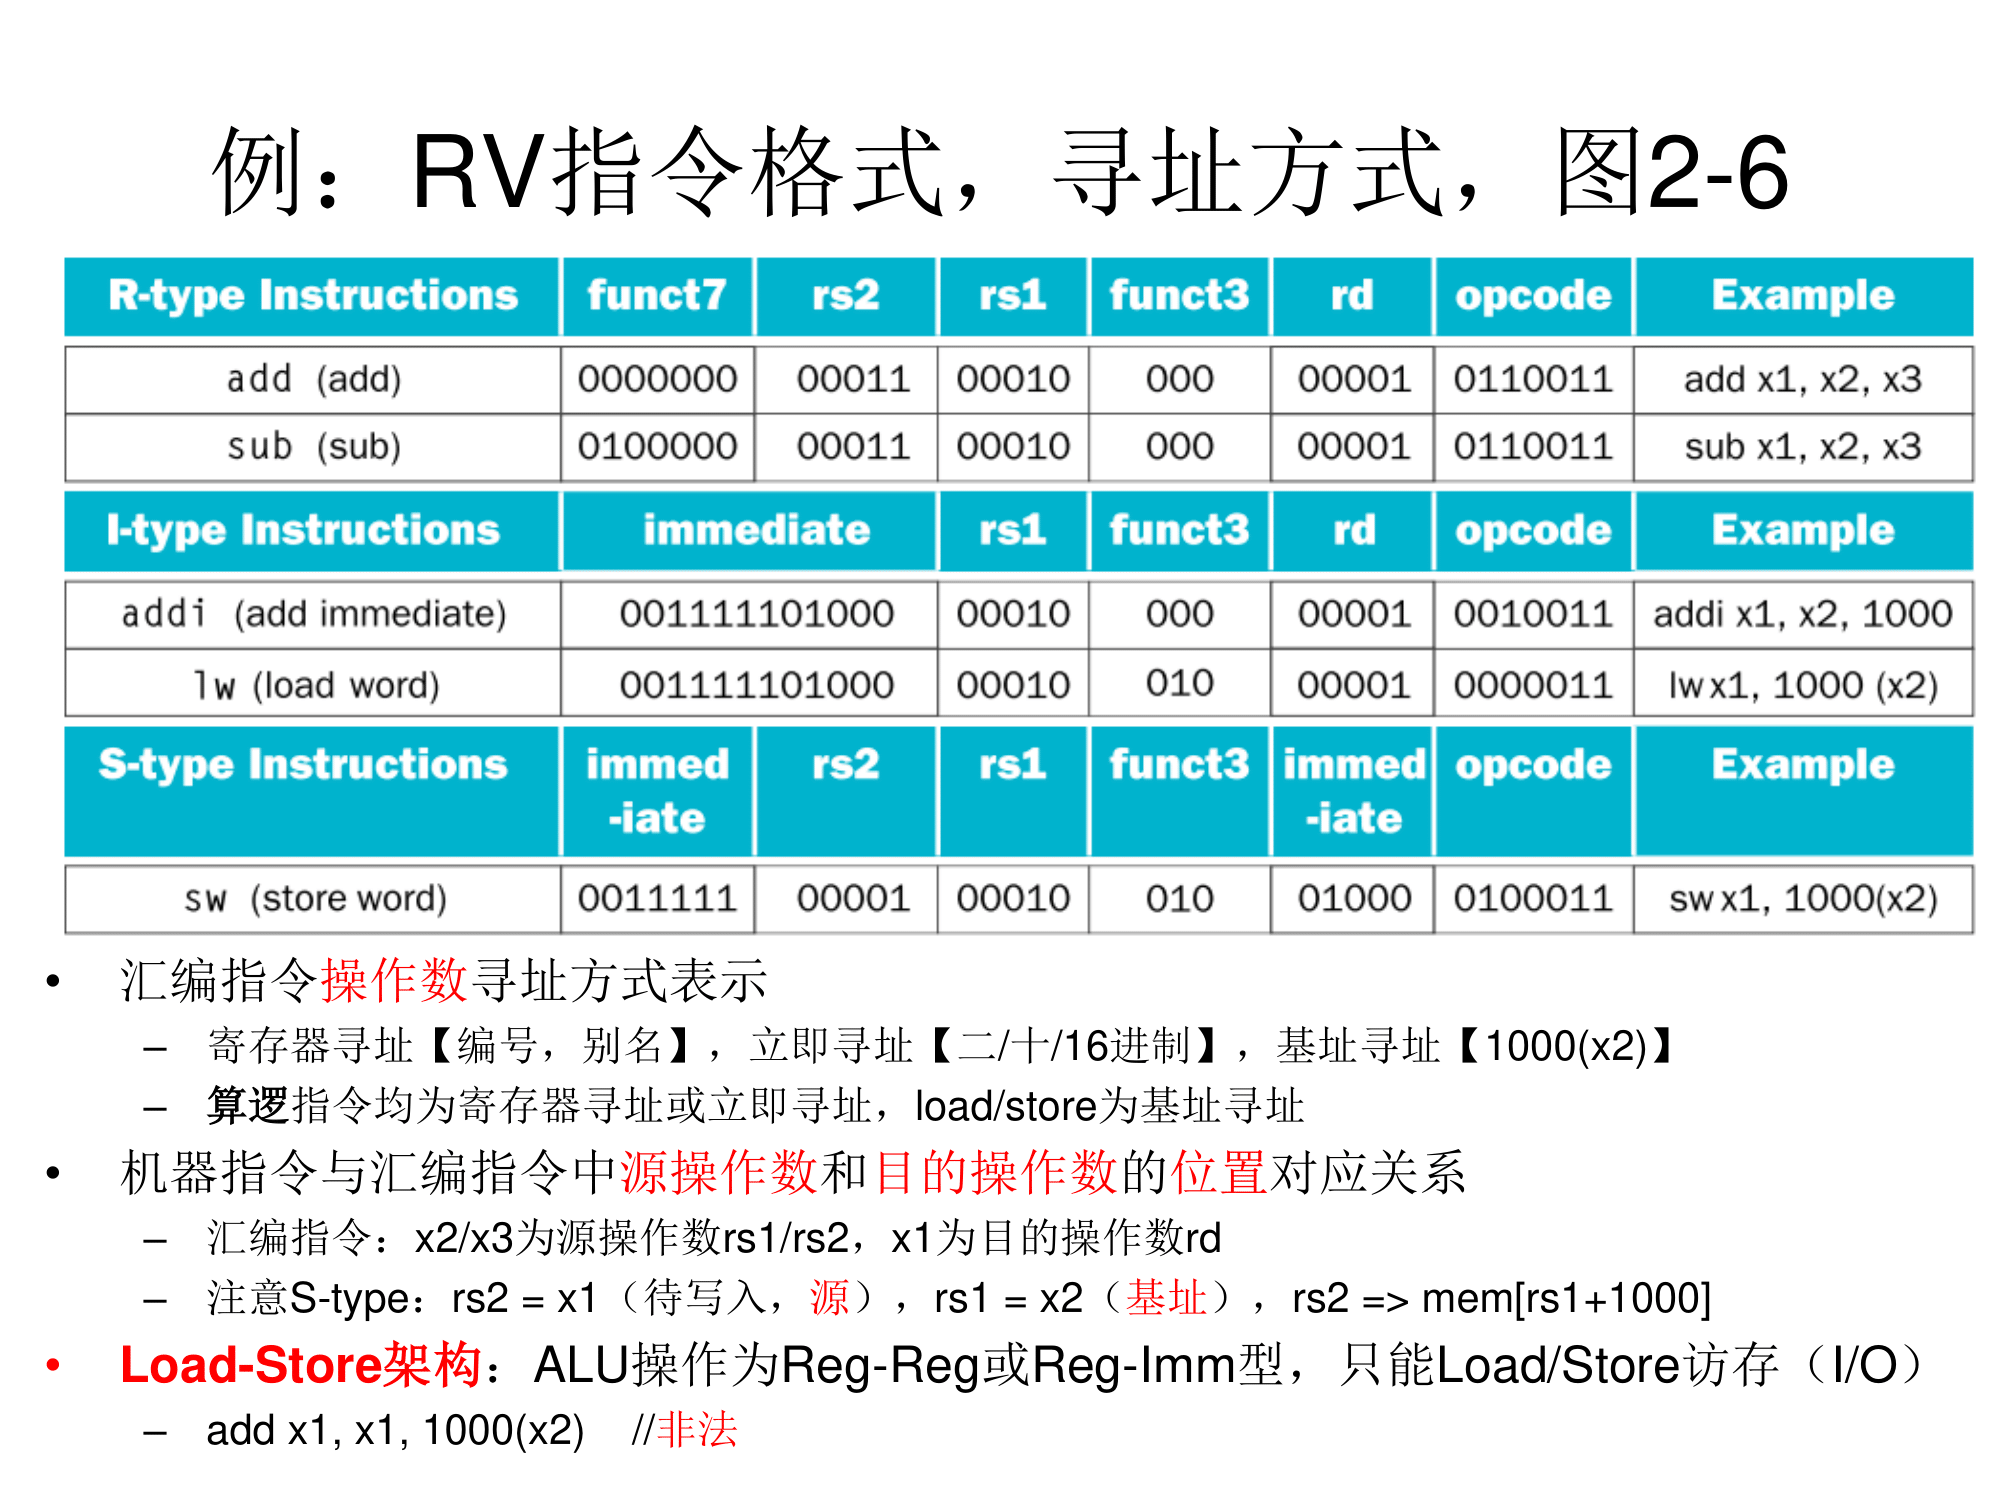 例：RV指令格式，寻址方式，图2-6
R-type Instructions funct7 rs2 rs1 funct3 rd opcode Example
add (add) 0000000 00011 00010 000 00001 0110011 add x1, x2, x3
sub (sub) 0100000 00011 00010 000 00001 0110011 sub x1, x2, x3
I-type Instructions immediate rs1 funct3 rd opcode Example
addi (add immediate) 001111101000 00010 000 00001 0010011 addi x1, x2, 1000
lw (load word) 001111101000 00010 010 00001 0000011 lw x1, 1000 (x2)
S-type Instructions immed-iate rs2 rs1 funct3 immed-iate opcode Example
sw (store word) 0011111 00001 00010 010 01000 0100011 sw x1, 1000(x2)
• 汇编指令操作数寻址方式表示
– 寄存器寻址【编号，别名】，立即寻址【二/十/16进制】，基址寻址【1000(x2)】
– 算逻指令均为寄存器寻址或立即寻址，load/store为基址寻址
• 机器指令与汇编指令中源操作数和目的操作数的位置对应关系
– 汇编指令：x2/x3为源操作数rs1/rs2，x1为目的操作数rd
– 注意S-type：rs2 = x1（待写入，源），rs1 = x2（基址），rs2 => mem[rs1+1000]
• Load-Store架构：ALU操作为Reg-Reg或Reg-Imm型，只能Load/Store访存（I/O）
– add x1, x1, 1000(x2) //非法